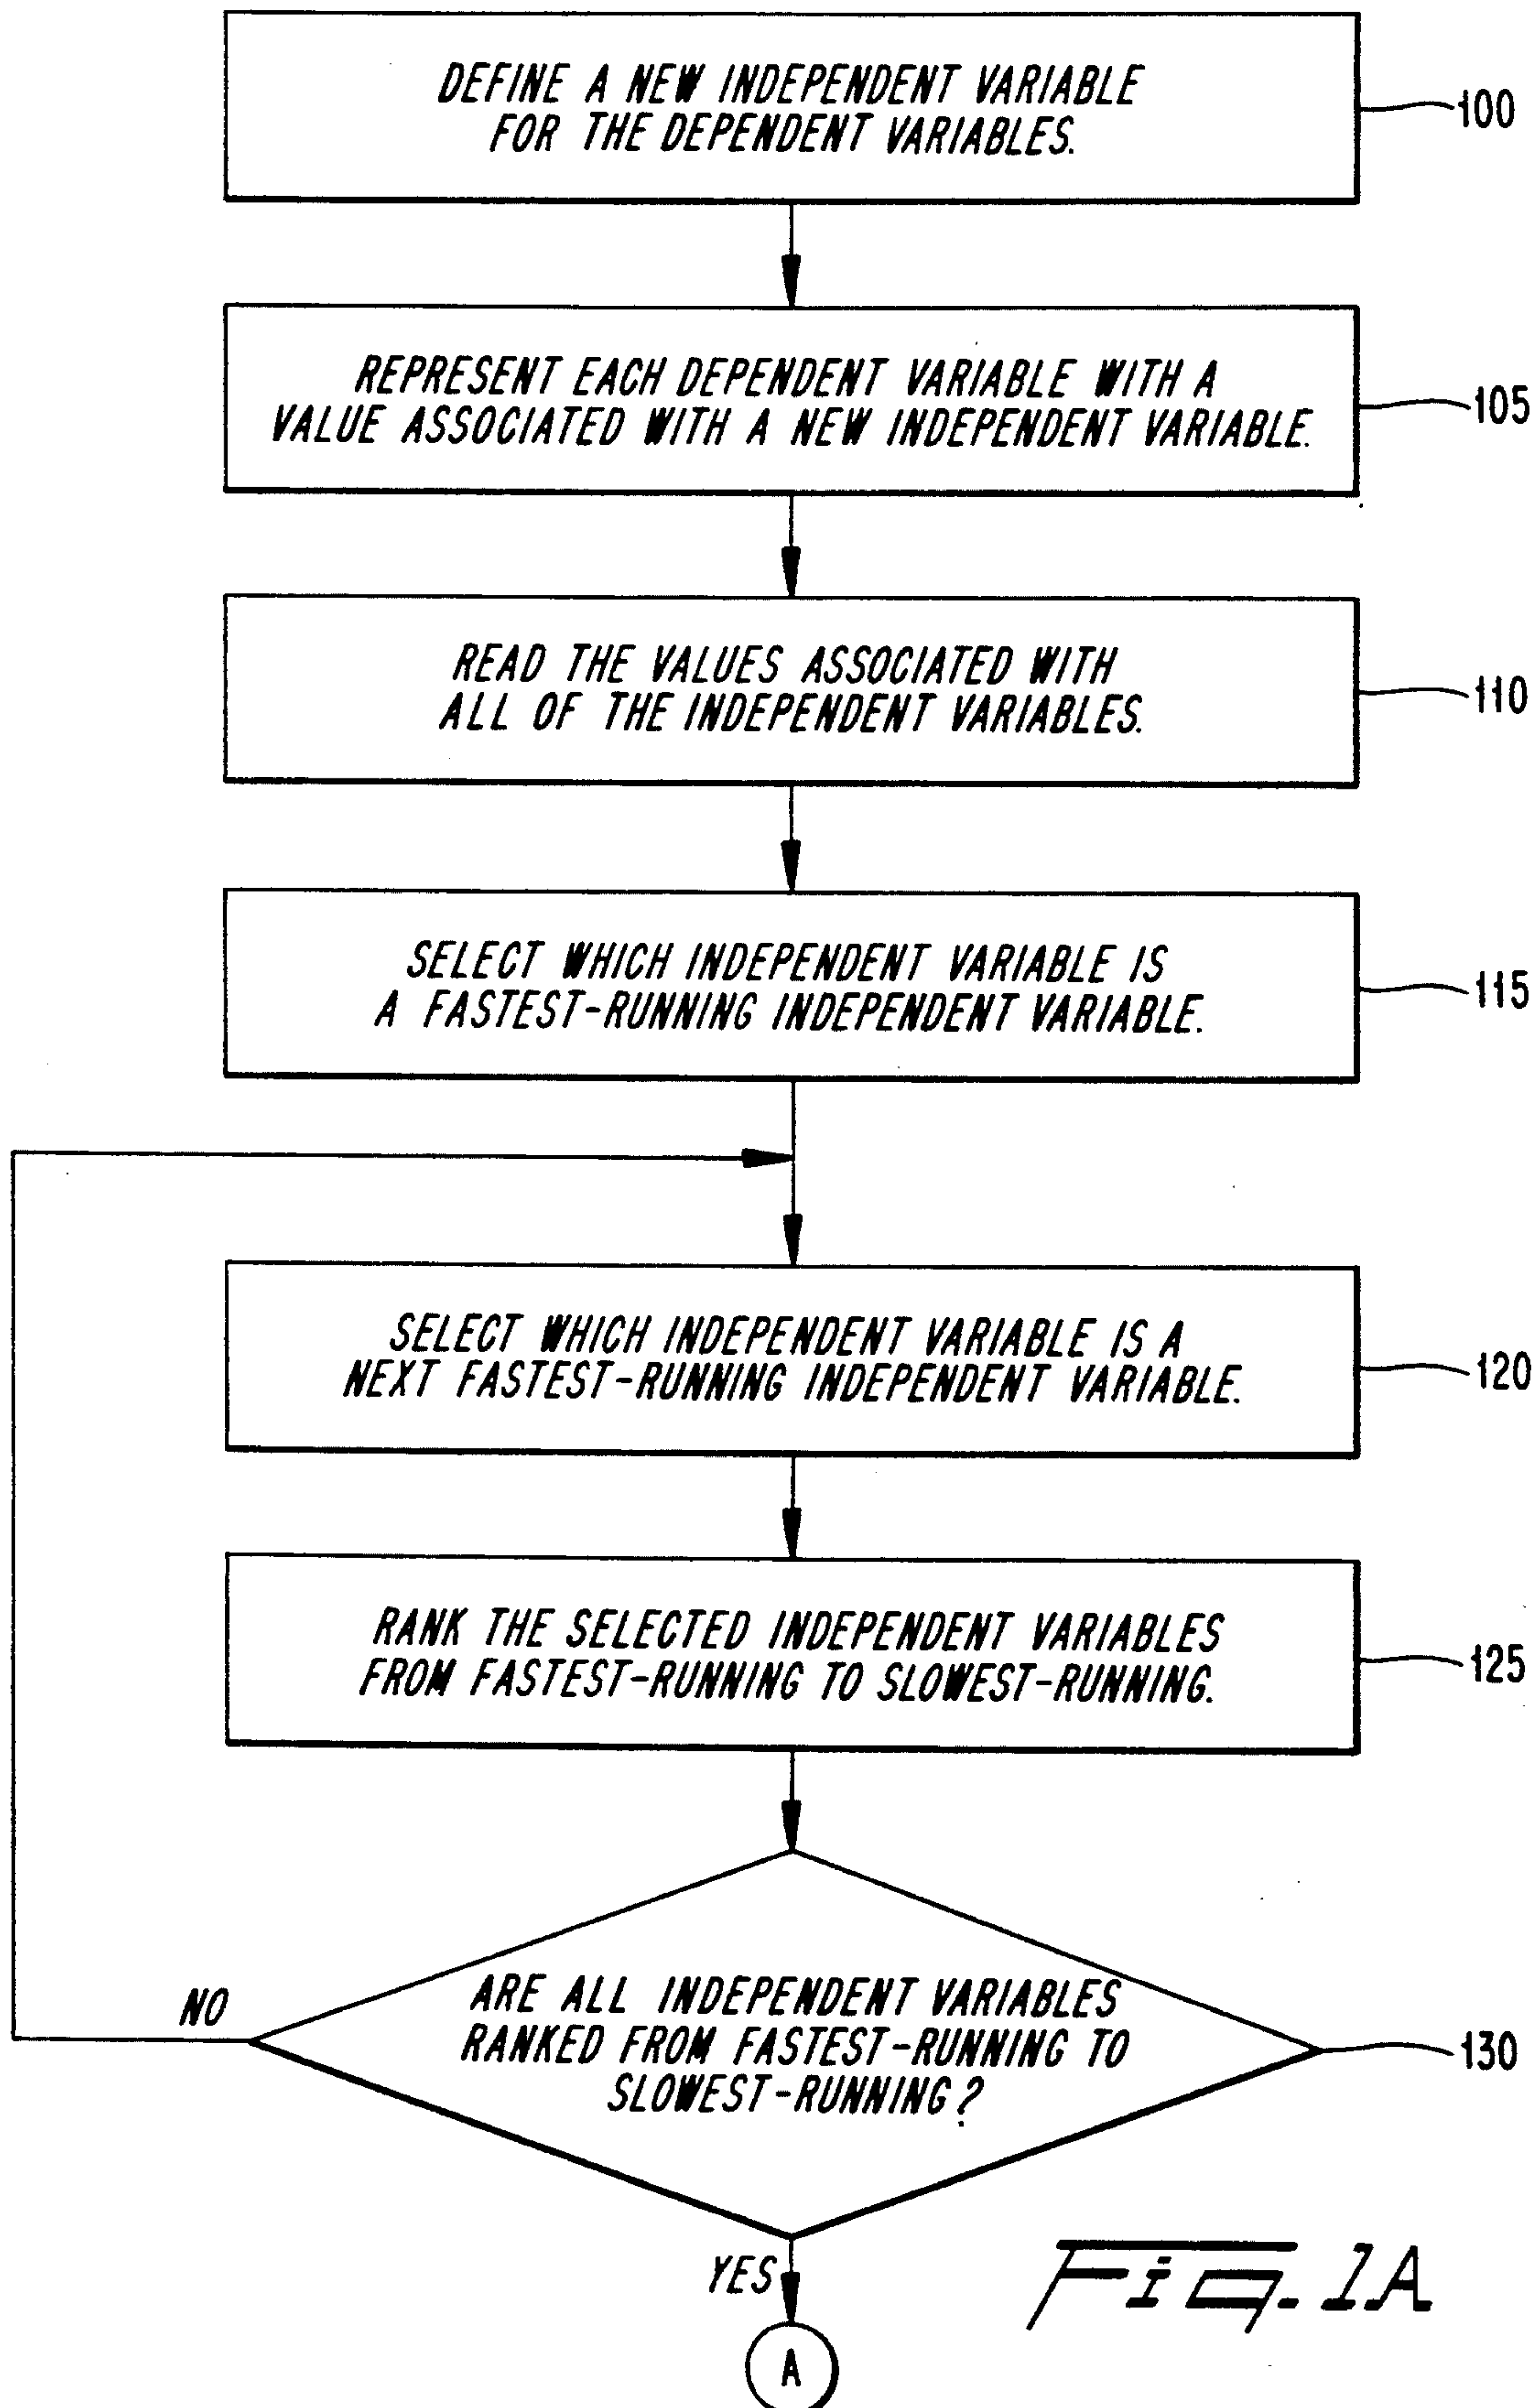 DEFINE A NEW INDEPENDENT VARIABLE
FOR THE DEPENDENT VARIABLES.
100
REPRESENT EACH DEPENDENT VARIABLE WITH A
VALUE ASSOCIATED WITH A NEW INDEPENDENT VARIABLE.
105
READ THE VALUES ASSOCIATED WITH
ALL OF THE INDEPENDENT VARIABLES.
110
SELECT WHICH INDEPENDENT VARIABLE IS
A FASTEST-RUNNING INDEPENDENT VARIABLE.
115
SELECT WHICH INDEPENDENT VARIABLE IS A
NEXT FASTEST-RUNNING INDEPENDENT VARIABLE.
120
RANK THE SELECTED INDEPENDENT VARIABLES
FROM FASTEST-RUNNING TO SLOWEST-RUNNING.
125
NO
ARE ALL INDEPENDENT VARIABLES
RANKED FROM FASTEST-RUNNING TO
SLOWEST-RUNNING?
130
YES
A
Fig. 1A